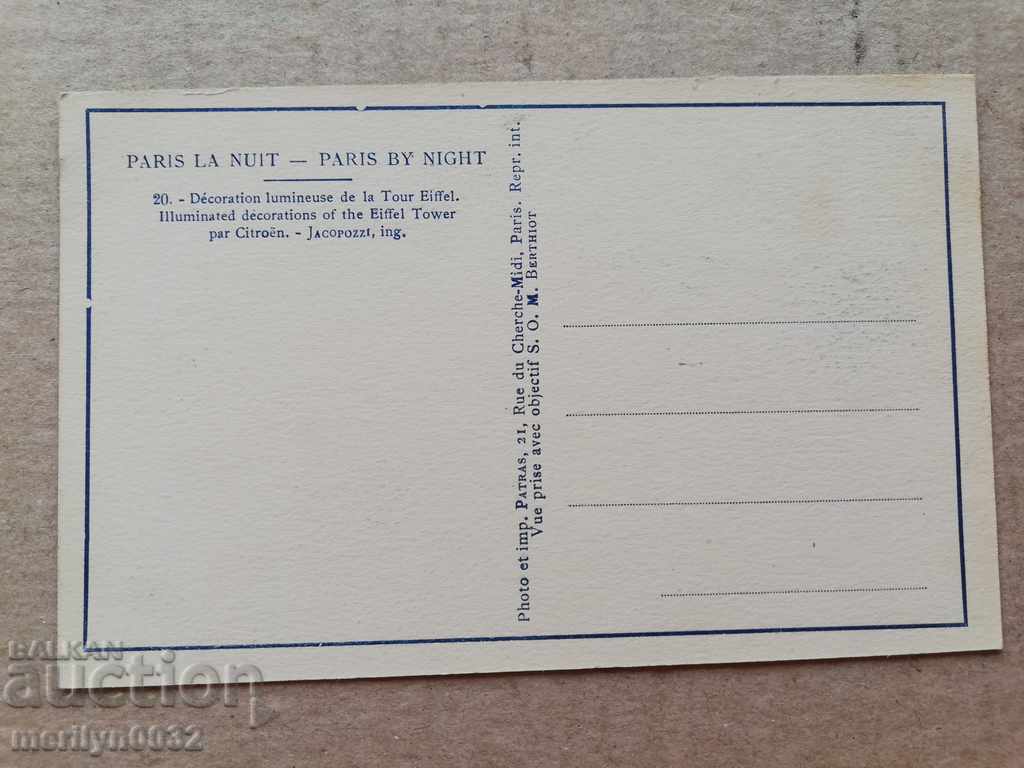 PARIS LA NUIT — PARIS BY NIGHT
20. - Décoration lumineuse de la Tour Eiffel.
Illuminated décorations of the Eiffel Tower
par Citroën. - JACOPOZZI, ing.
Photo et imp. PATRAS, 21, Rue du Cherche-Midi, Paris. Repr. int.
Vue prise avec objectif S. O. M. BERTHIOT
BALKAN
auction
merilyn0032